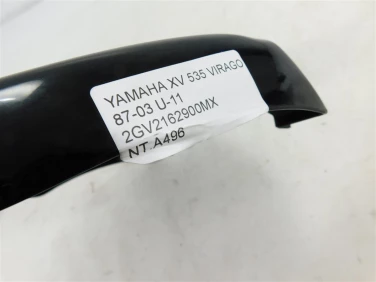 YAMAHA XV 535 VIRAGO
87-03 U-11
2GV2162900MX
NT.A496